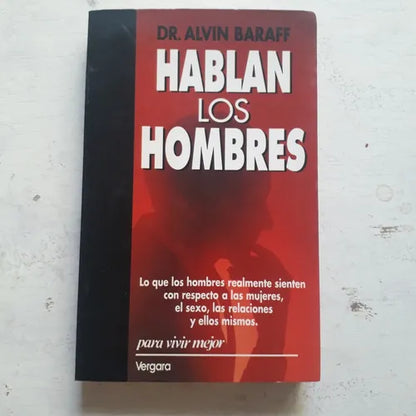 DR. ALVIN BARAFF
HABLAN
LOS
HOMBRES
Lo que los hombres realmente sienten
con respecto a las mujeres,
el sexo, las relaciones
y ellos mismos.
para vivir mejor
Vergara